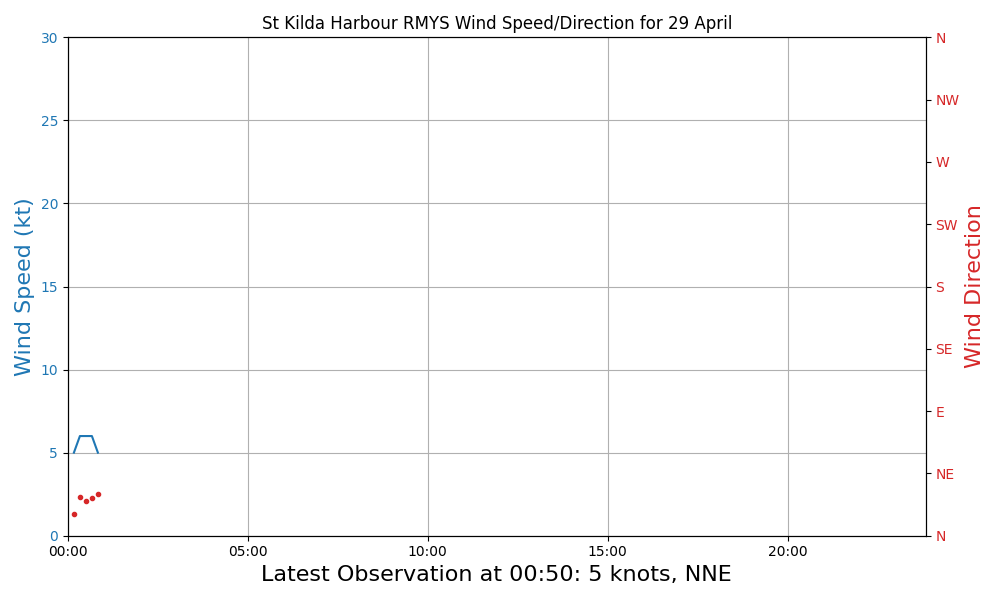 St Kilda Harbour RMYS Wind Speed/Direction for 29 April
30
25
20
15
10
5
0
Wind Speed (kt)
N
NW
W
SW
S
SE
E
NE
N
Wind Direction
00:00 05:00 10:00 15:00 20:00
Latest Observation at 00:50: 5 knots, NNE